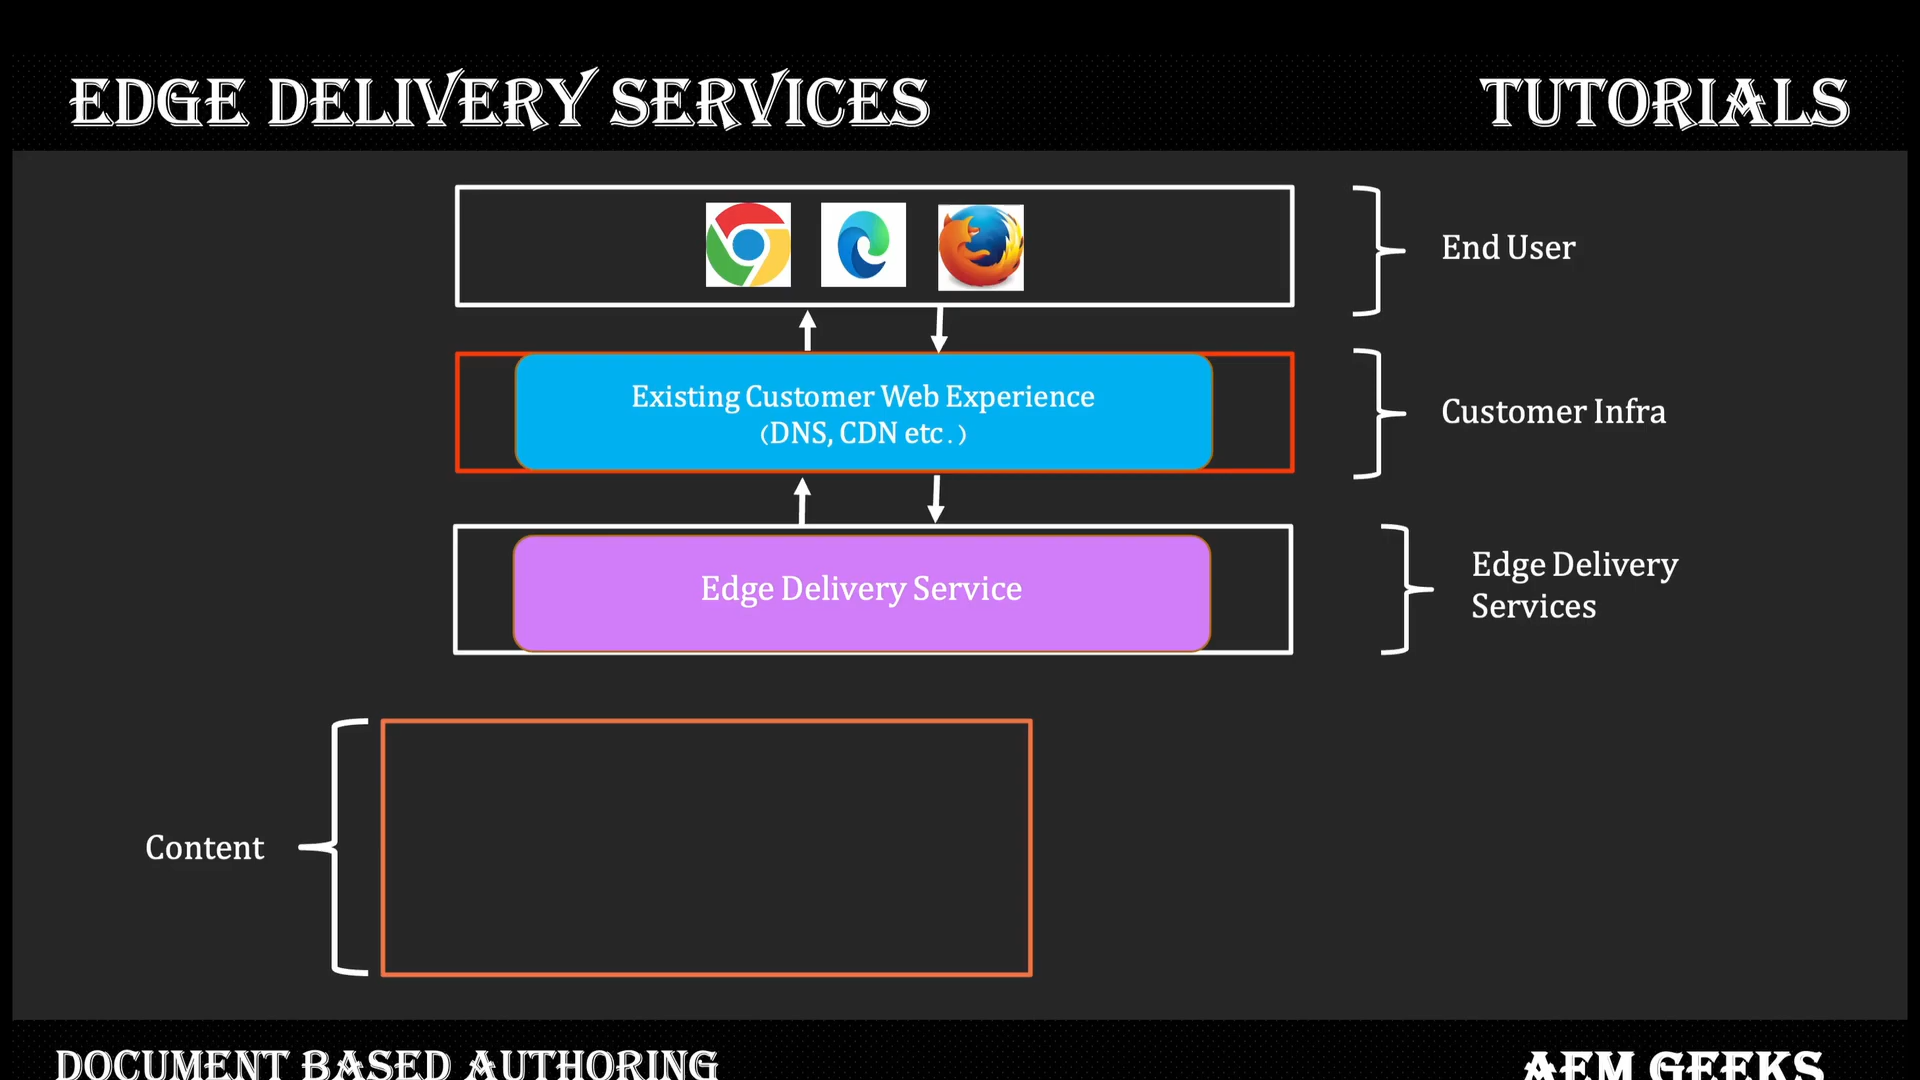 EDGE DELIVERY SERVICES
TUTORIALS
End User
Existing Customer Web Experience
(DNS, CDN etc.)
Customer Infra
Edge Delivery Service
Edge Delivery
Services
Content
DOCUMENT BASED AUTHORING
AEM GEEKS